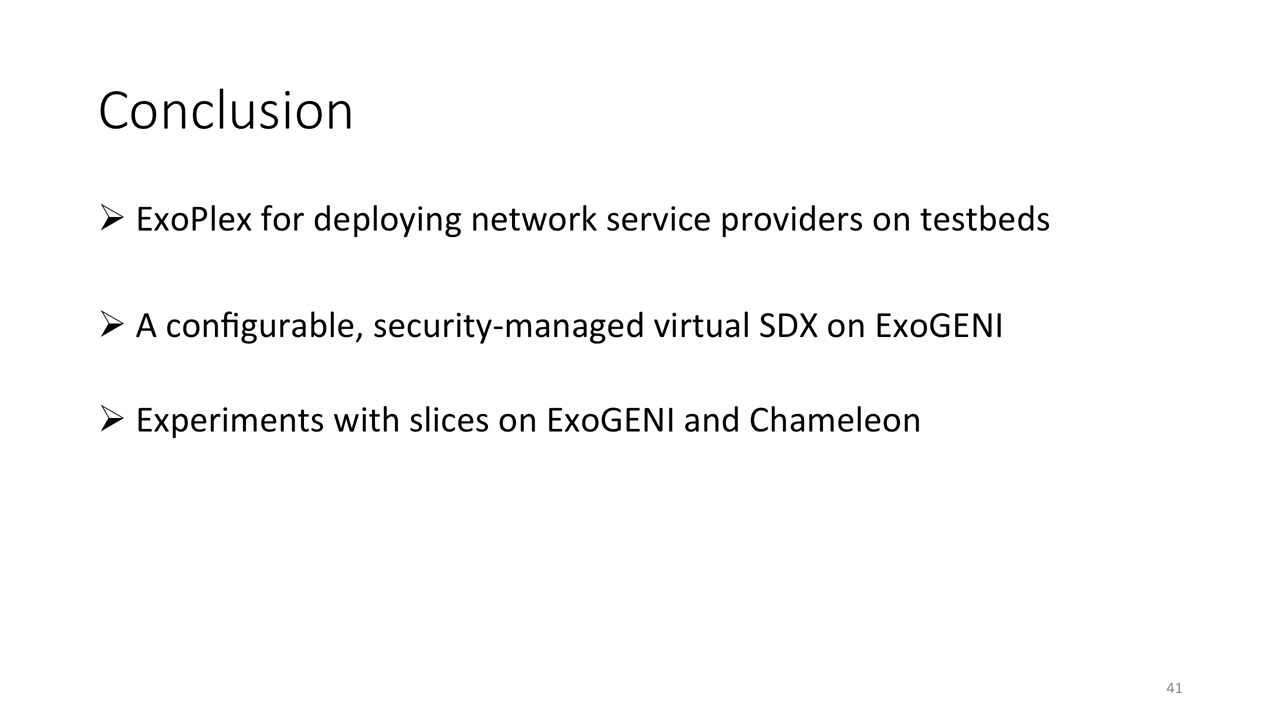 Conclusion
➢ ExoPlex for deploying network service providers on testbeds
➢ A configurable, security-managed virtual SDX on ExoGENI
➢ Experiments with slices on ExoGENI and Chameleon
41